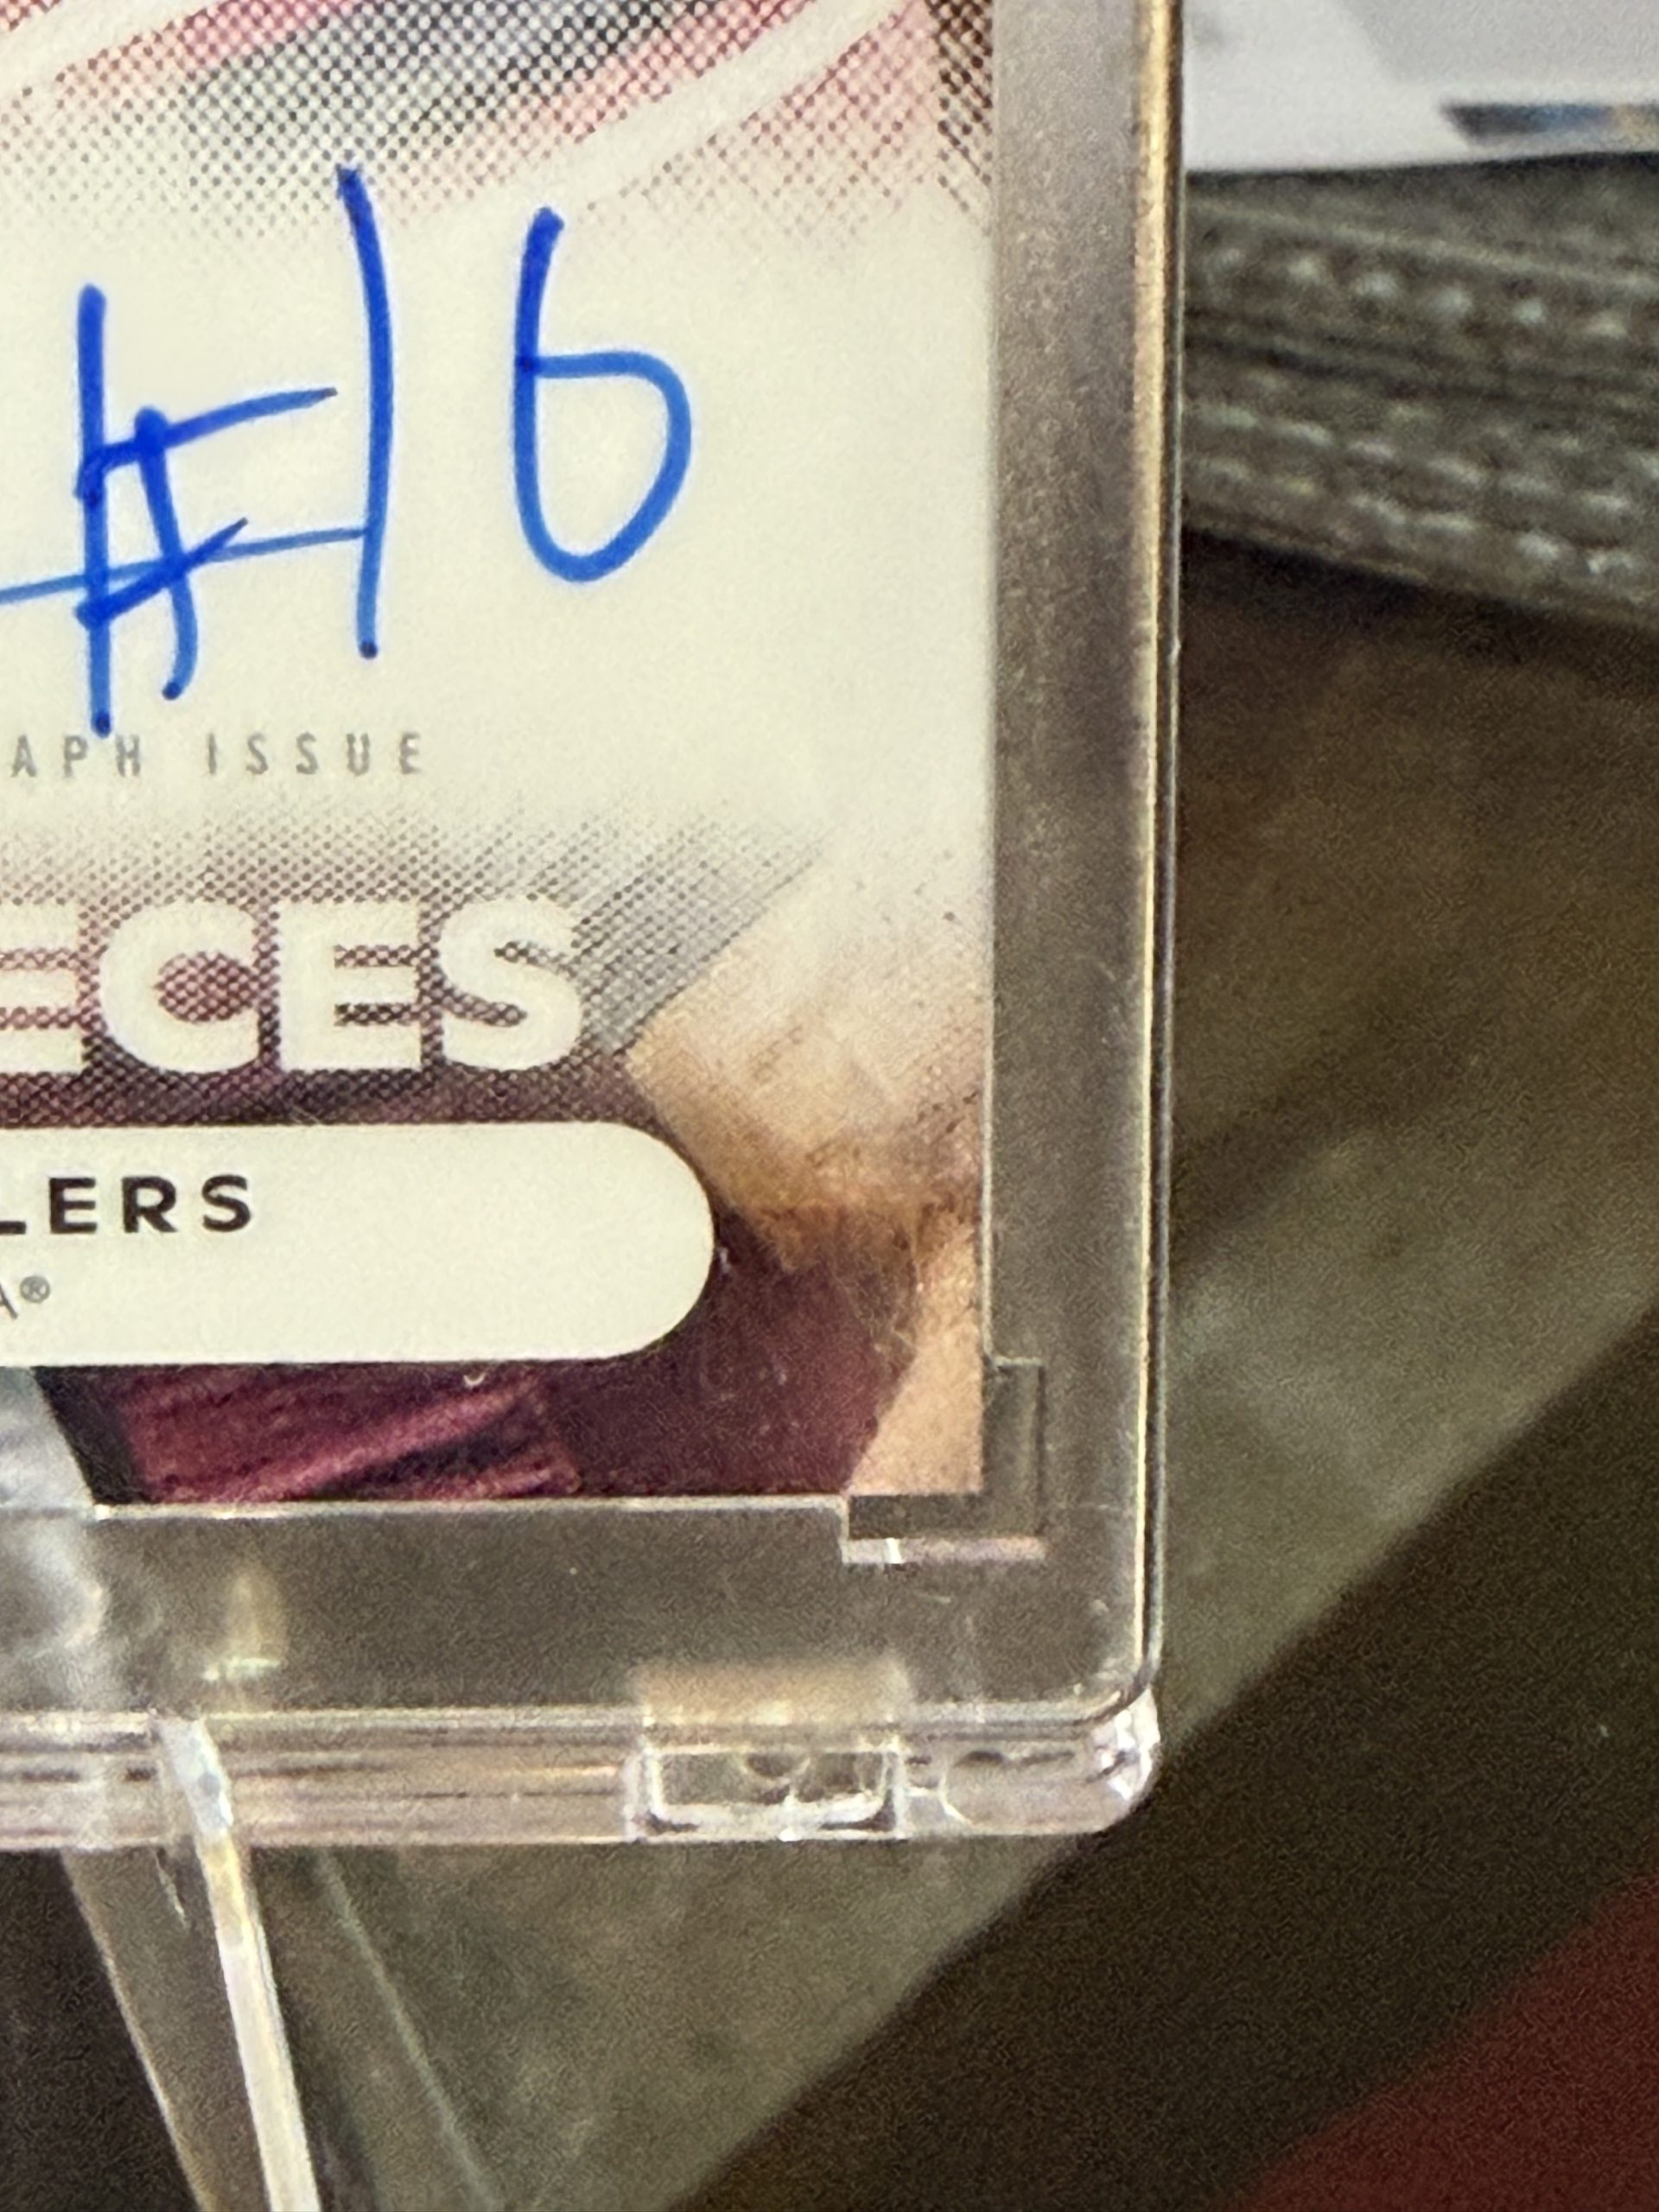 #16
APH ISSUE
ECES
LERS
A®